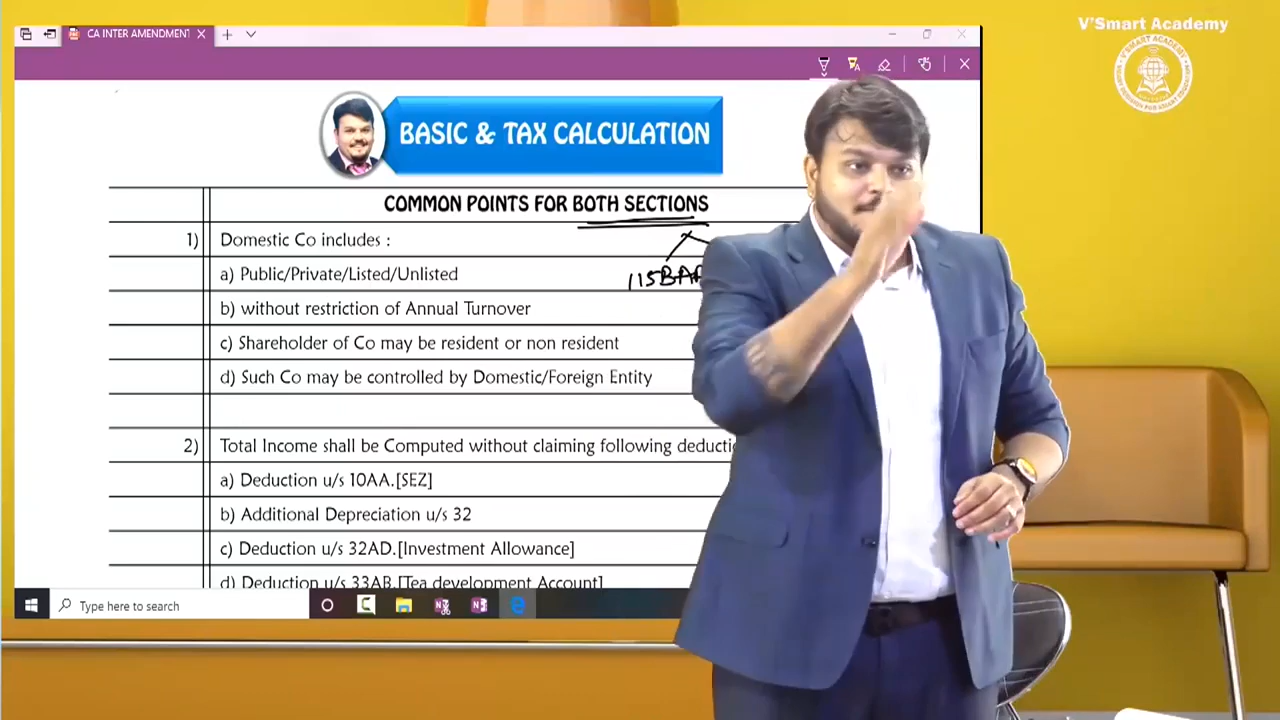 V'Smart Academy
CA INTER AMENDMENT
BASIC & TAX CALCULATION
COMMON POINTS FOR BOTH SECTIONS
1) Domestic Co includes :
a) Public/Private/Listed/Unlisted
b) without restriction of Annual Turnover
c) Shareholder of Co may be resident or non resident
d) Such Co may be controlled by Domestic/Foreign Entity
2) Total Income shall be Computed without claiming following
a) Deduction u/s 10AA.[SEZ]
b) Additional Depreciation u/s 32
c) Deduction u/s 32AD.[Investment Allowance]
d) Deduction u/s 33AB.[Tea development Account]
Type here to search